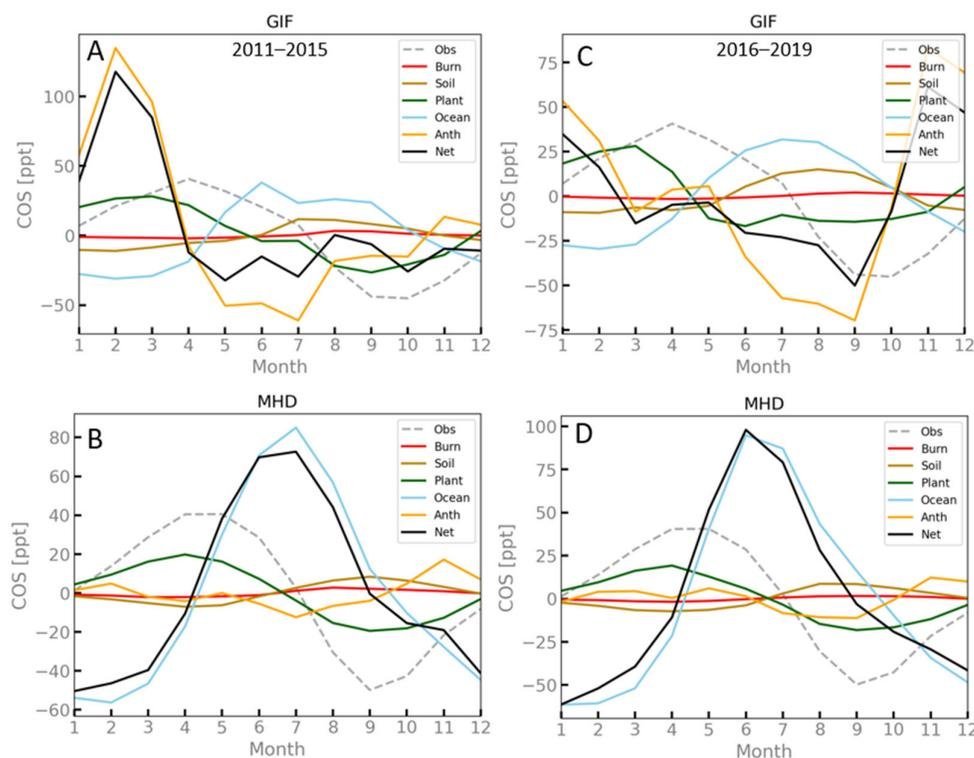 GIF
A
2011–2015
Obs
Burn
Soil
Plant
Ocean
Anth
Net
COS [ppt]
100
50
0
−50
1 2 3 4 5 6 7 8 9 10 11 12
Month
GIF
C
2016–2019
Obs
Burn
Soil
Plant
Ocean
Anth
Net
COS [ppt]
75
50
25
0
−25
−50
−75
1 2 3 4 5 6 7 8 9 10 11 12
Month
MHD
B
Obs
Burn
Soil
Plant
Ocean
Anth
Net
COS [ppt]
80
60
40
20
0
−20
−40
−60
1 2 3 4 5 6 7 8 9 10 11 12
Month
MHD
D
Obs
Burn
Soil
Plant
Ocean
Anth
Net
COS [ppt]
100
75
50
25
0
−25
−50
1 2 3 4 5 6 7 8 9 10 11 12
Month